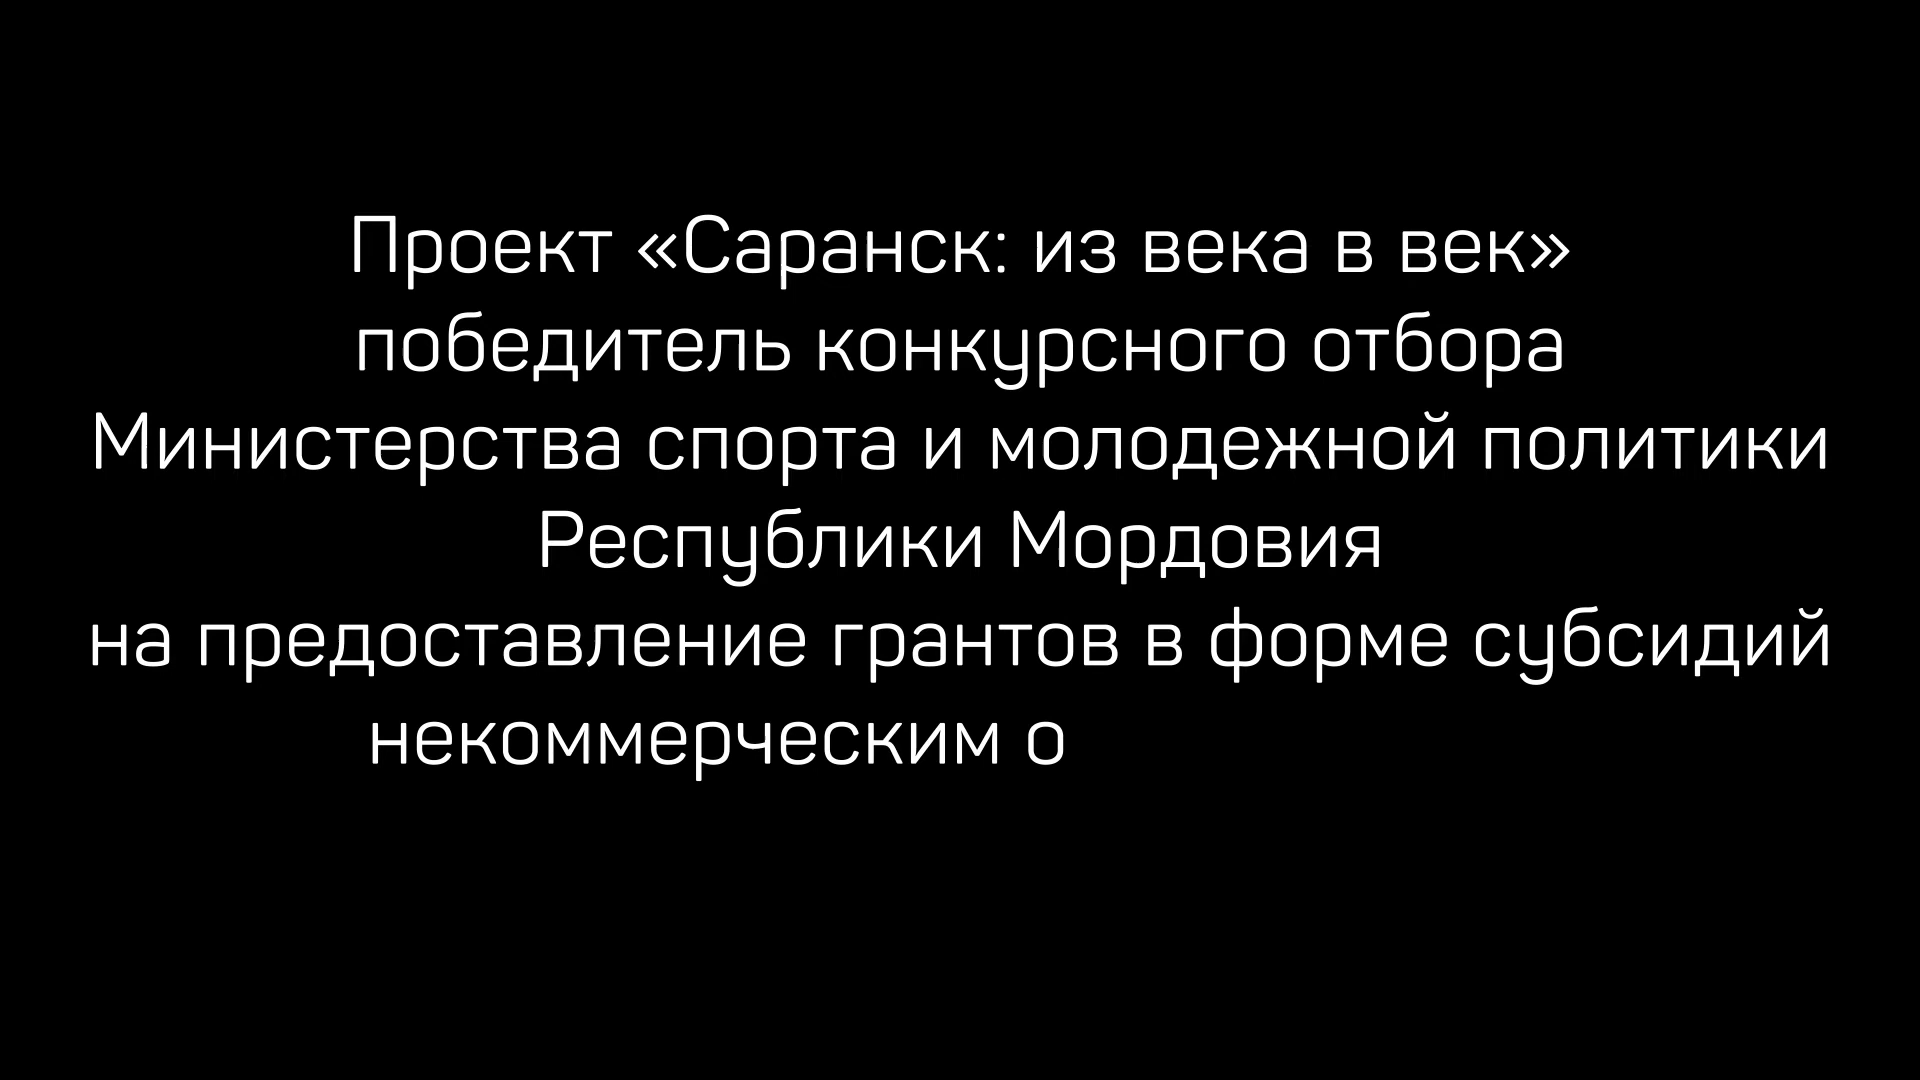 Проект «Саранск: из века в век»
победитель конкурсного отбора
Министерства спорта и молодежной политики
Республики Мордовия
на предоставление грантов в форме субсидий
некоммерческим о